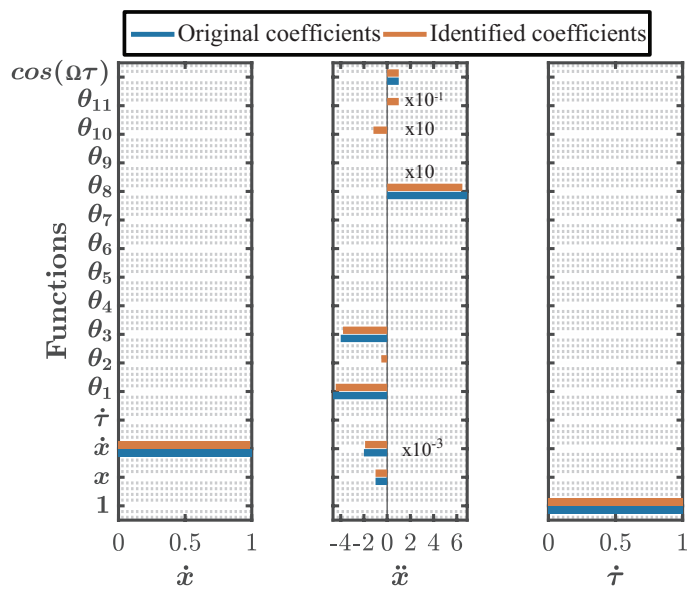 Original coefficients Identified coefficients
Functions
cos(Ωτ)
θ₁₁
θ₁₀
θ₉
θ₈
θ₇
θ₆
θ₅
θ₄
θ₃
θ₂
θ₁
τ̇
ẋ
x
1
x10⁻¹
x10
x10
x10⁻³
0 0.5 1
-4 -2 0 2 4 6
0 0.5 1
ẋ
ẍ
τ̇